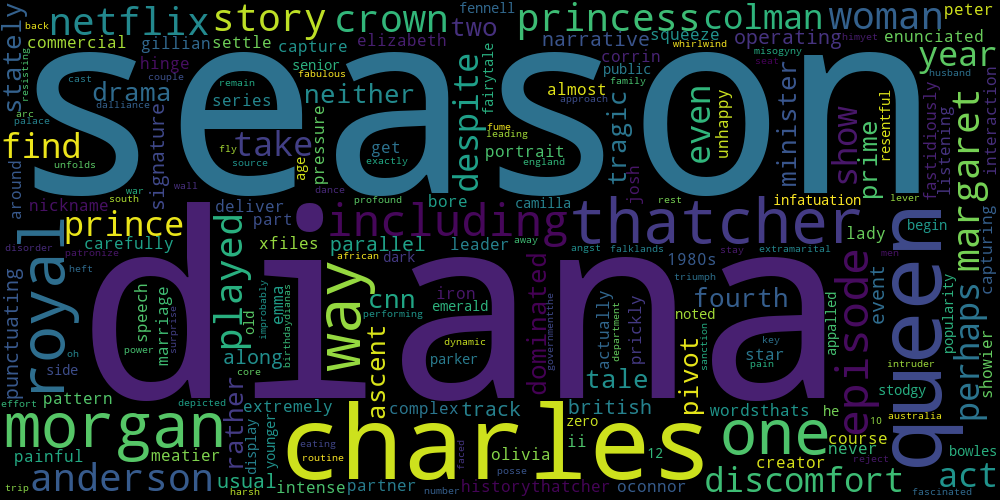 season
diana
charles
queen
thatcher
morgan
royal
one
way
including
anderson
played
episode
margaret
princess
crown
netflix
story
colman
woman
year
show
act
discomfort
perhaps
prince
find
take
neither
despite
even
minister
prime
tragic
drama
stately
two
fourth
pivot
dominated
ascent
cnn
parallel
tale
british
rather
usual
intense
track
complex
extremely
along
xfiles
part
deliver
carefully
nickname
signature
hinge
settle
commercial
gillian
series
senior
capture
elizabeth
pressure
get
age
portrait
bore
camilla
fairytale
squeeze
narrative
corrin
public
almost
josh
operating
enunciated
peter
fennell
whirlwind
misogyny
himyet
back
resisting
cast
dalliance
couple
fabulous
remain
family
approach
seat
husband
unhappy
resentful
fastidiously
listening
interaction
capturing
infatuation
lever
lady
begin
popularity
event
appalled
1980s
noted
leader
away
angst
falklands
stay
extramarital
men
dark
african
iron
emerald
performing
dynamic
parker
actually
department
governmentthe
prickly
triumph
sanction
star
key
pain
intruder
stodgy
showier
australia
wordsthats
he
10
never
reject
bowles
course
creator
fascinated
zero
ii
12
olivia
oconnor
historythatcher
partner
posse
number
faced
eating
routine
harsh
display
younger
meatier
painful
pattern
effort
depicted
trip
side
oh
punctuating
disorder
patronize
heft
speech
marriage
power
surprise
old
emma
core
improbably
birthdaydianas
fly
source
wall
dance
war
south
profound
england
exactly
fume
leading
rest
unfolds
arc
palace
around